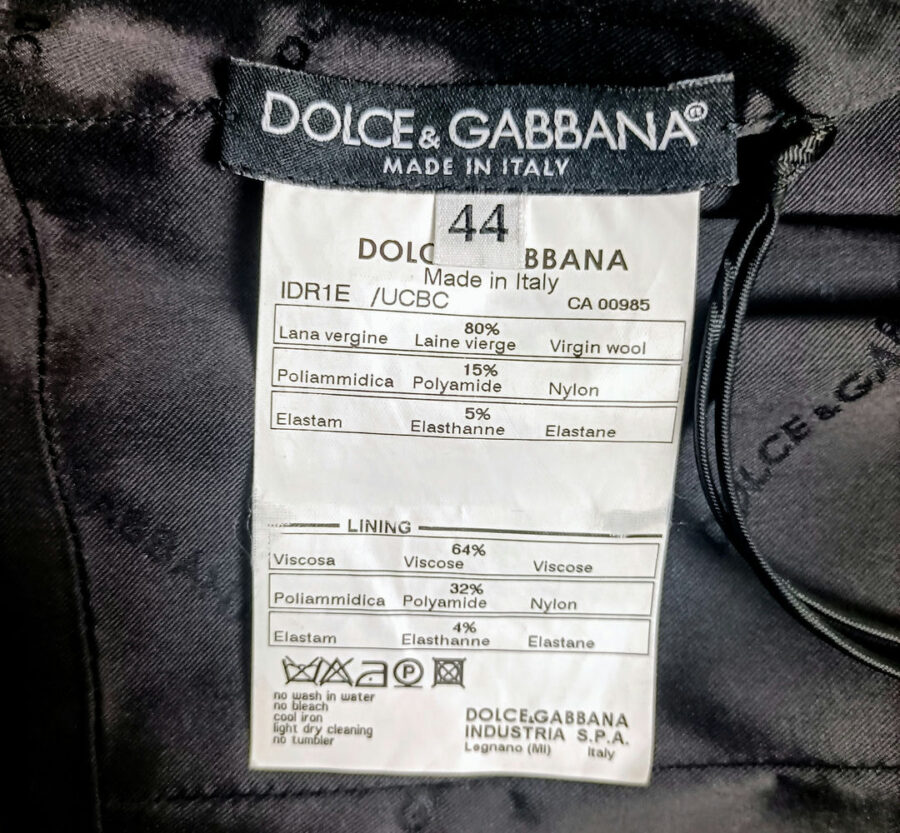 DOLCE & GABBANA®
MADE IN ITALY
44
DOLC BBANA
Made in Italy
IDR1E /UCBC CA 00985
80%
Lana vergine Laine vierge Virgin wool
15%
Poliammidica Polyamide Nylon
5%
Elastam Elasthanne Elastane
LINING
64%
Viscosa Viscose Viscose
32%
Poliammidica Polyamide Nylon
4%
Elastam Elasthanne Elastane
P
no wash in water
no bleach
cool iron
light dry cleaning
no tumbler
DOLCE&GABBANA
INDUSTRIA S.P.A.
Legnano (MI) Italy
LCE & GA